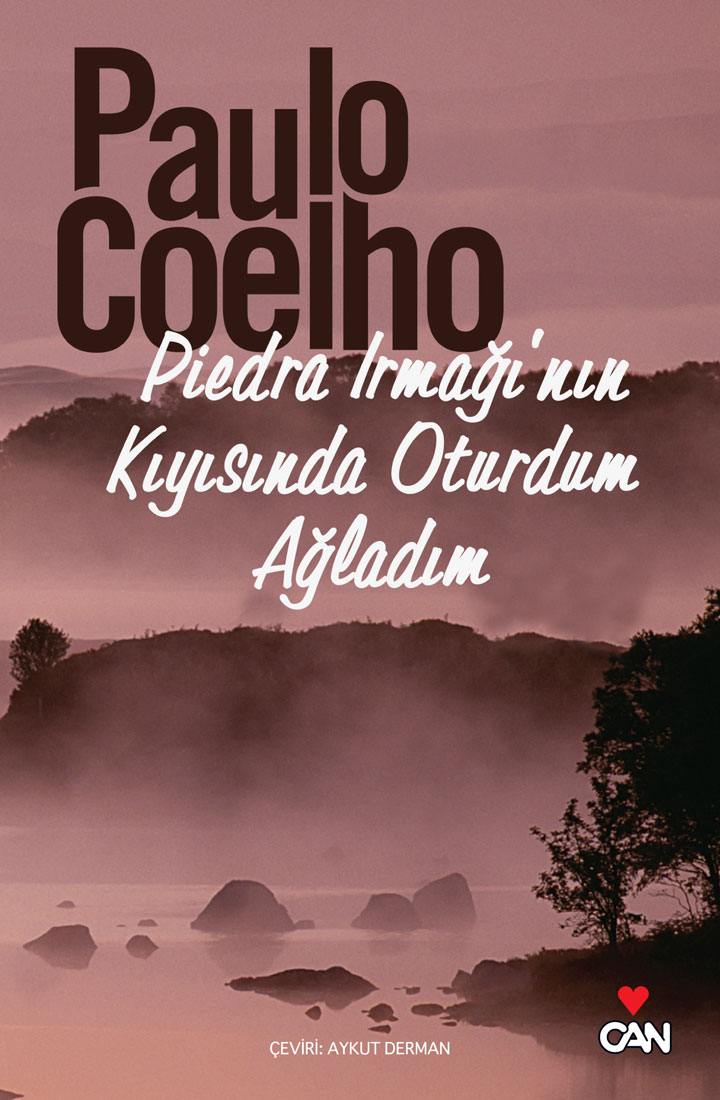 Paulo
Coelho
Piedra Irmağı'nın
Kıyısında Oturdum
Ağladım
CAN
ÇEVİRİ: AYKUT DERMAN